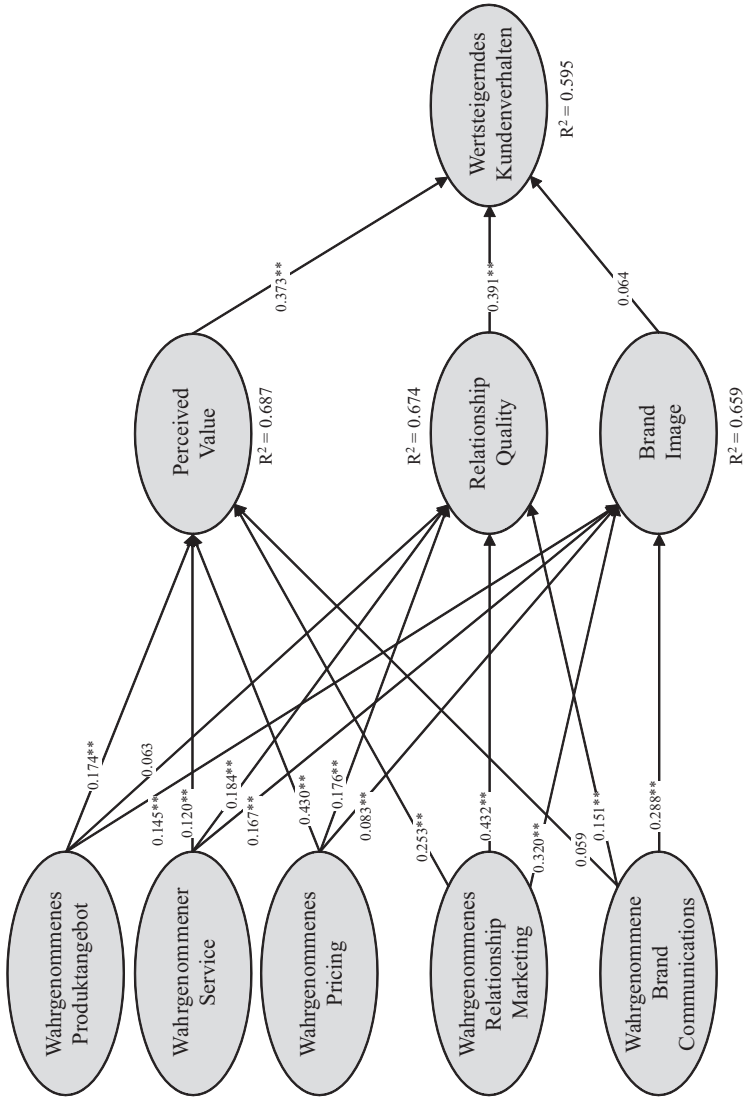 Wahrgenommenes
Produktangebot
Wahrgenommener
Service
Wahrgenommenes
Pricing
Wahrgenommenes
Relationship
Marketing
Wahrgenommene
Brand
Communications
0.174**
0.063
0.145**
0.120**
0.184**
0.167**
0.430**
0.176**
0.083**
0.253**
0.432**
0.320**
0.059
0.151**
0.288**
Perceived
Value
R² = 0.687
Relationship
Quality
R² = 0.674
Brand
Image
R² = 0.659
0.373**
0.391**
0.064
Wertsteigerndes
Kundenverhalten
R² = 0.595